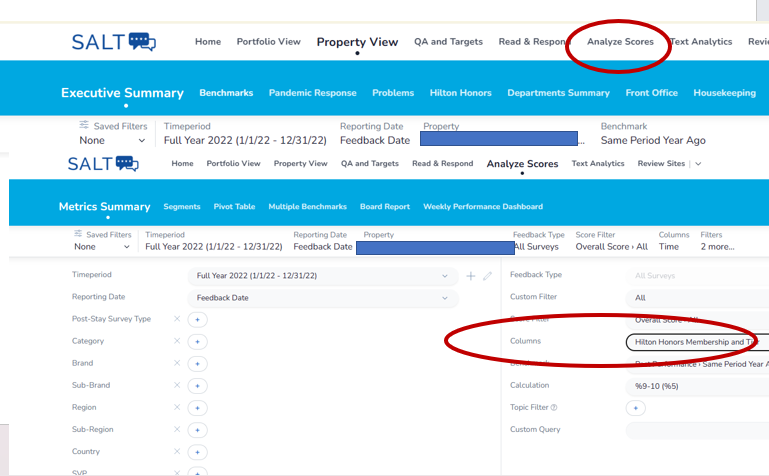 SALT
Home Portfolio View Property View QA and Targets Read & Respond Analyze Scores Text Analytics
Executive Summary Benchmarks Pandemic Response Problems Hilton Honors Departments Summary Front Office Housekeeping
Saved Filters Timeperiod Reporting Date Property Benchmark
None Full Year 2022 (1/1/22 - 12/31/22) Feedback Date ... Same Period Year Ago
SALT
Home Portfolio View Property View QA and Targets Read & Respond Analyze Scores Text Analytics Review Sites
Metrics Summary Segments Pivot Table Multiple Benchmarks Board Report Weekly Performance Dashboard
Saved Filters Timeperiod Reporting Date Property Feedback Type Score Filter Columns Filters
None Full Year 2022 (1/1/22 - 12/31/22) Feedback Date All Surveys Overall Score › All Time 2 more...
Timeperiod Full Year 2022 (1/1/22 - 12/31/22) Feedback Type All Surveys
Reporting Date Feedback Date Custom Filter All
Post-Stay Survey Type Score Filter Overall Score › All
Category Columns Hilton Honors Membership and Tier
Brand Benchmark Past Performance › Same Period Year A
Sub-Brand Calculation %9-10 (%5)
Region Topic Filter
Sub-Region Custom Query
Country
SVP